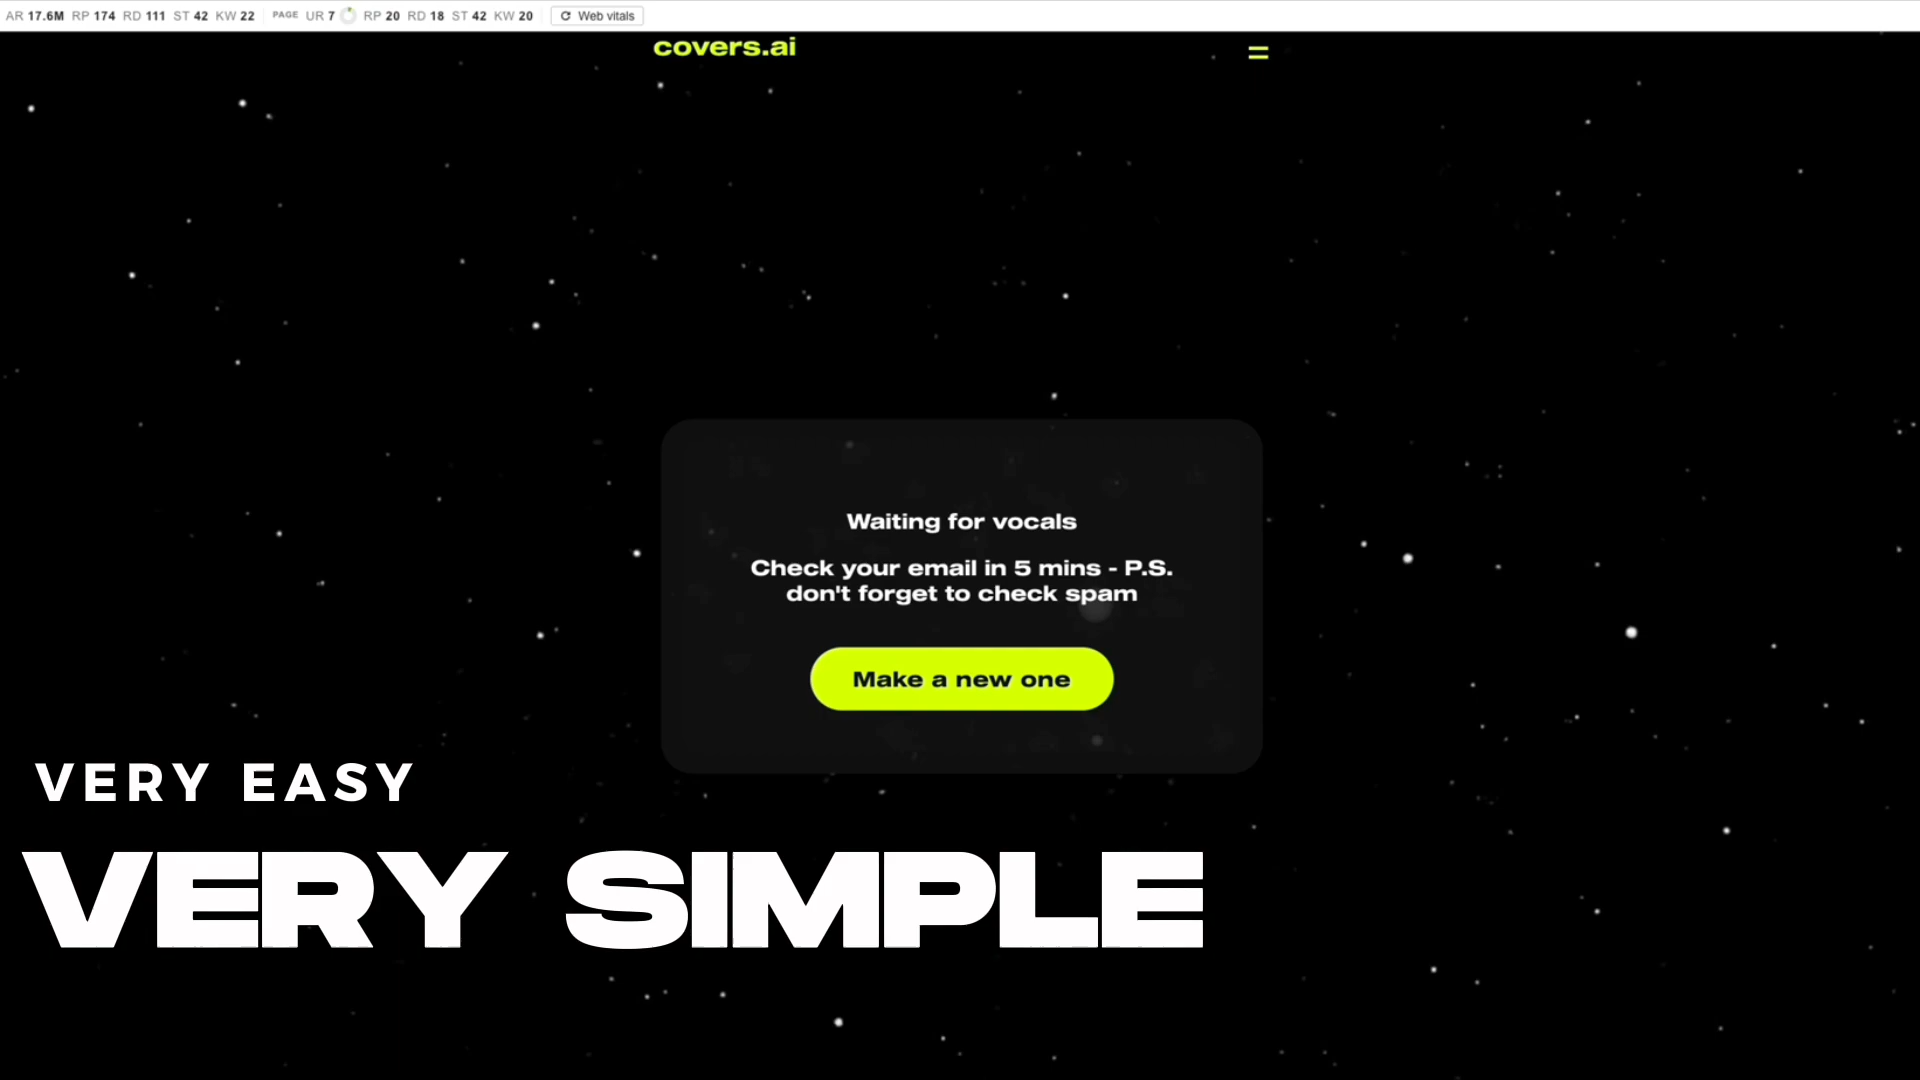 AR 17.6M RP 174 RD 111 ST 42 KW 22 PAGE UR 7 RP 20 RD 18 ST 42 KW 20 Web vitals
covers.ai
Waiting for vocals
Check your email in 5 mins - P.S.
don't forget to check spam
Make a new one
VERY EASY
VERY SIMPLE